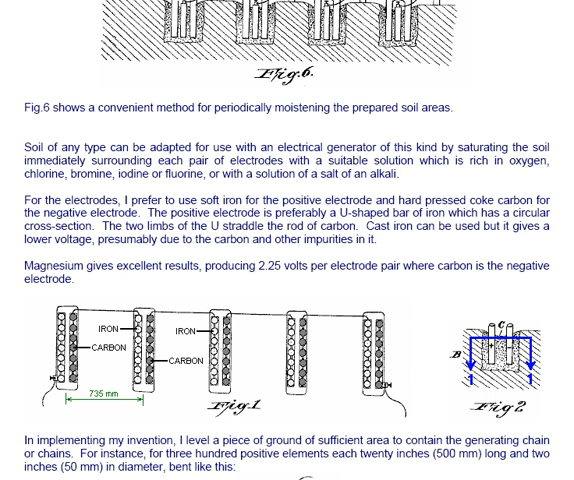 Fig.6.
Fig.6 shows a convenient method for periodically moistening the prepared soil areas.
Soil of any type can be adapted for use with an electrical generator of this kind by saturating the soil
immediately surrounding each pair of electrodes with a suitable solution which is rich in oxygen,
chlorine, bromine, iodine or fluorine, or with a solution of a salt of an alkali.
For the electrodes, I prefer to use soft iron for the positive electrode and hard pressed coke carbon for
the negative electrode. The positive electrode is preferably a U-shaped bar of iron which has a circular
cross-section. The two limbs of the U straddle the rod of carbon. Cast iron can be used but it gives a
lower voltage, presumably due to the carbon and other impurities in it.
Magnesium gives excellent results, producing 2.25 volts per electrode pair where carbon is the negative
electrode.
IRON
IRON
CARBON
CARBON
735 mm
Fig.1
C
B
1
1
Fig 2
In implementing my invention, I level a piece of ground of sufficient area to contain the generating chain
or chains. For instance, for three hundred positive elements each twenty inches (500 mm) long and two
inches (50 mm) in diameter, bent like this: